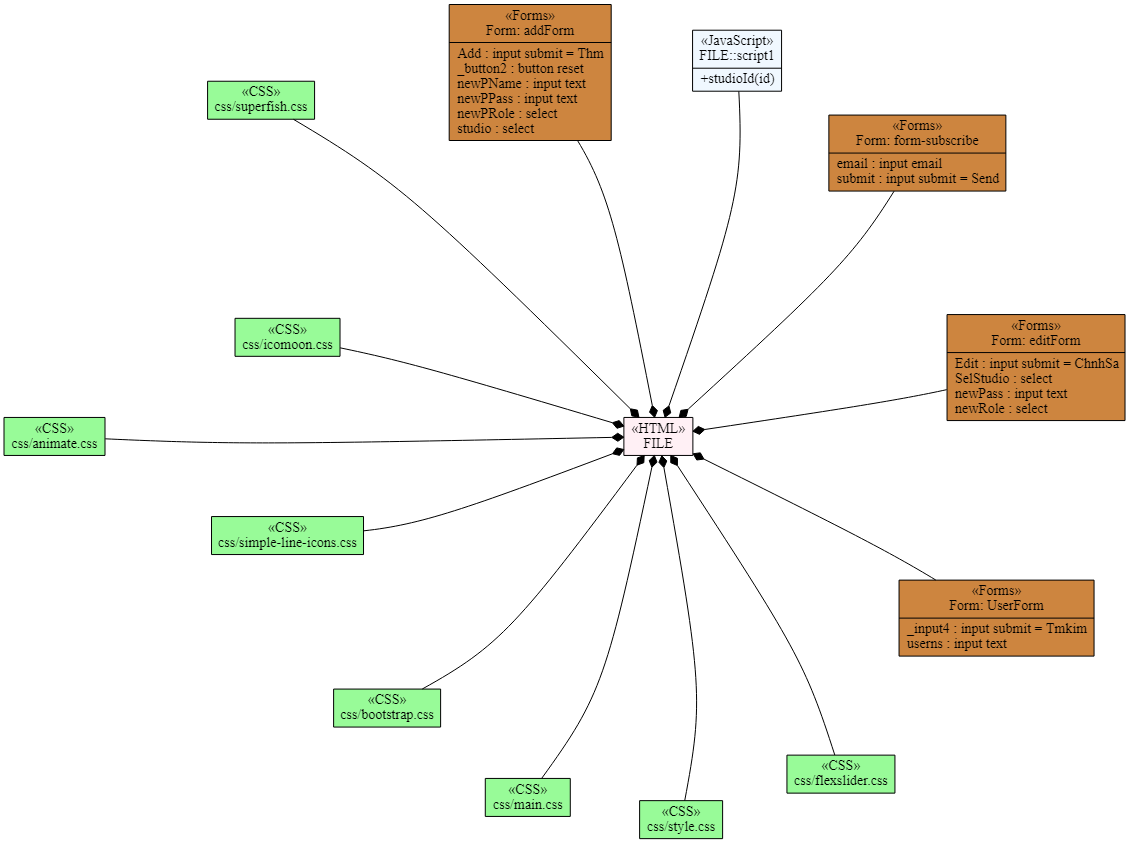 «Forms»
Form: addForm
Add : input submit = Thm
_button2 : button reset
newPName : input text
newPPass : input text
newPRole : select
studio : select
«JavaScript»
FILE::script1
+studioId(id)
«CSS»
css/superfish.css
«Forms»
Form: form-subscribe
email : input email
submit : input submit = Send
«CSS»
css/icomoon.css
«Forms»
Form: editForm
Edit : input submit = ChnhSa
SelStudio : select
newPass : input text
newRole : select
«CSS»
css/animate.css
«HTML»
FILE
«CSS»
css/simple-line-icons.css
«Forms»
Form: UserForm
_input4 : input submit = Tmkim
userns : input text
«CSS»
css/bootstrap.css
«CSS»
css/flexslider.css
«CSS»
css/main.css
«CSS»
css/style.css